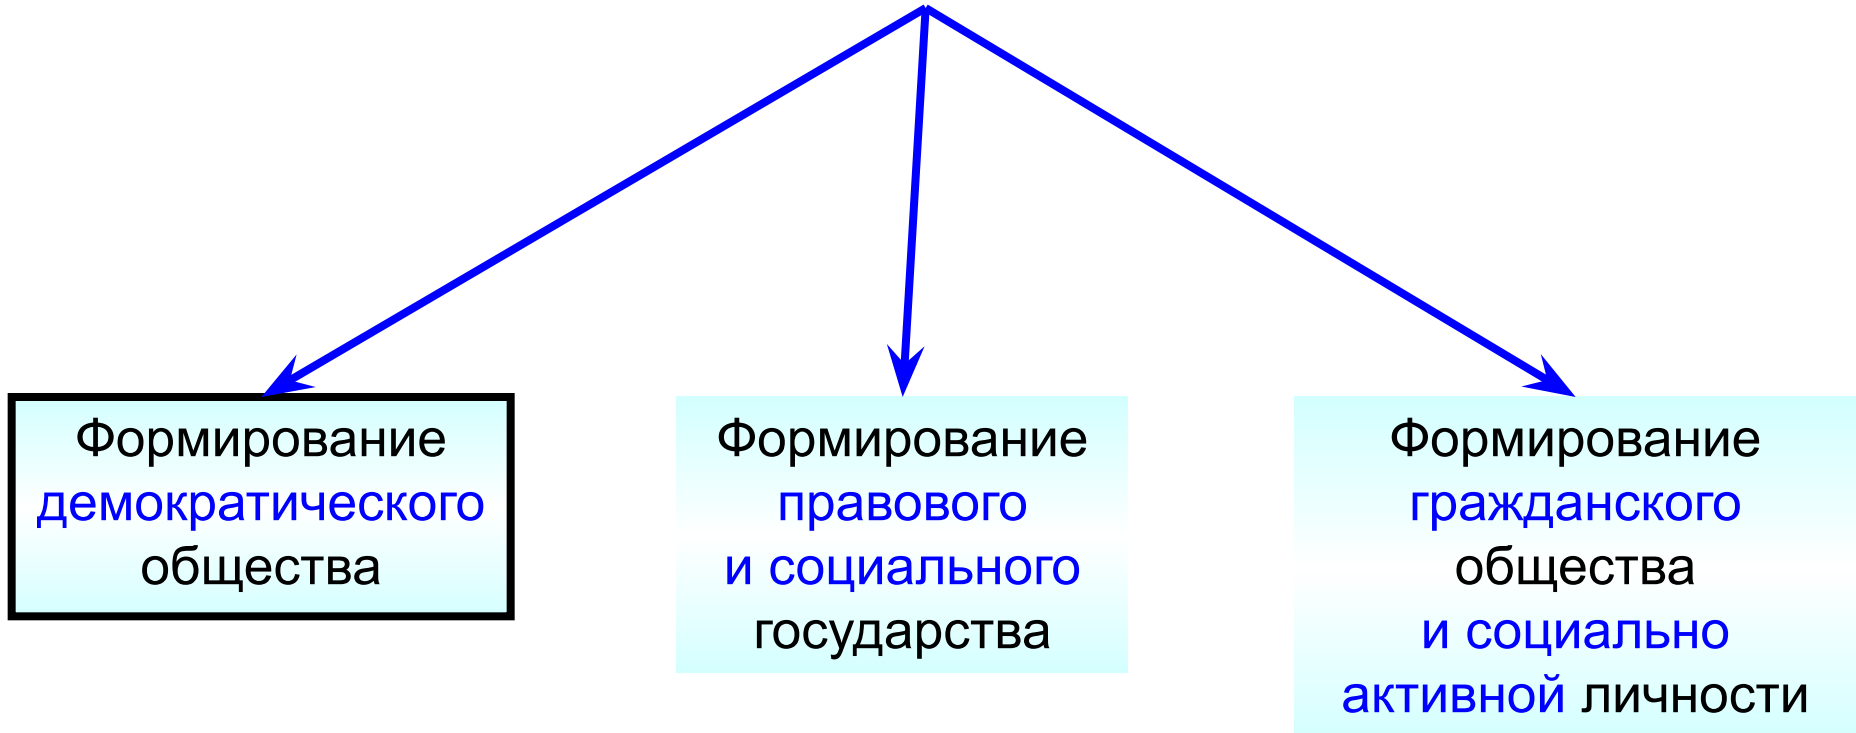 Формирование
демократического
общества
Формирование
правового
и социального
государства
Формирование
гражданского
общества
и социально
активной личности